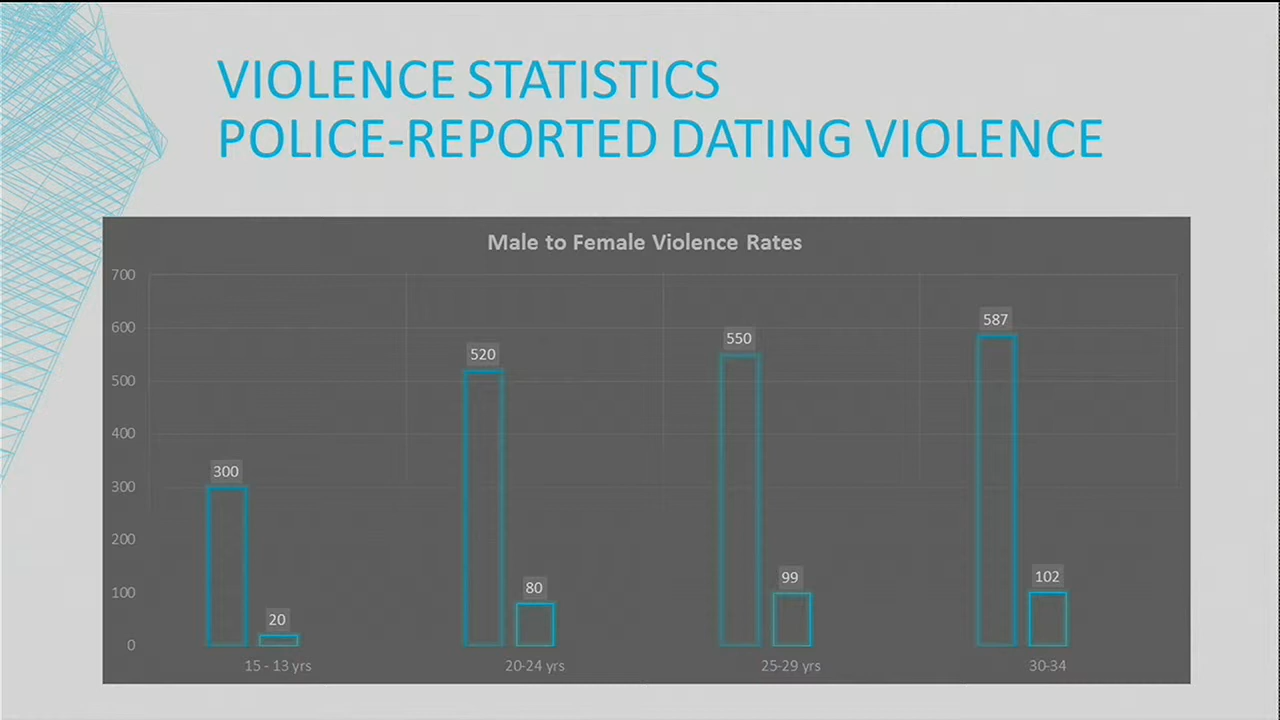 VIOLENCE STATISTICS
POLICE-REPORTED DATING VIOLENCE
Male to Female Violence Rates
700
600
500
400
300
200
100
0
300
20
520
80
550
99
587
102
15 - 13 yrs
20-24 yrs
25-29 yrs
30-34